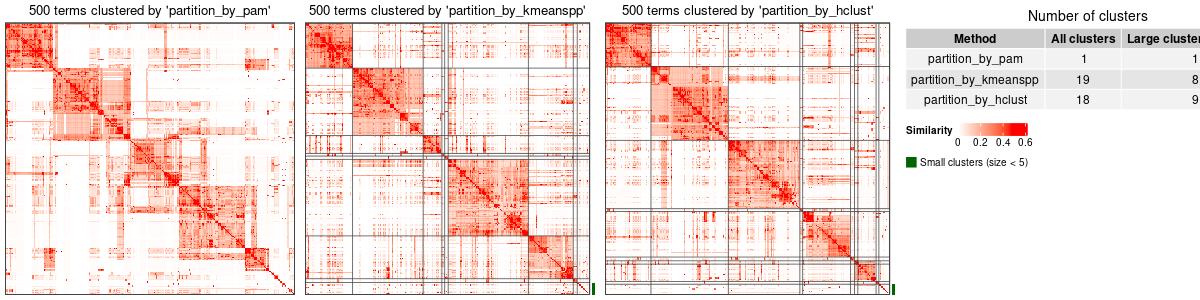 500 terms clustered by 'partition_by_pam'
500 terms clustered by 'partition_by_kmeanspp'
500 terms clustered by 'partition_by_hclust'
Number of clusters
Method All clusters Large cluster
partition_by_pam 1 1
partition_by_kmeanspp 19 8
partition_by_hclust 18 9
Similarity
0 0.2 0.4 0.6
Small clusters (size < 5)